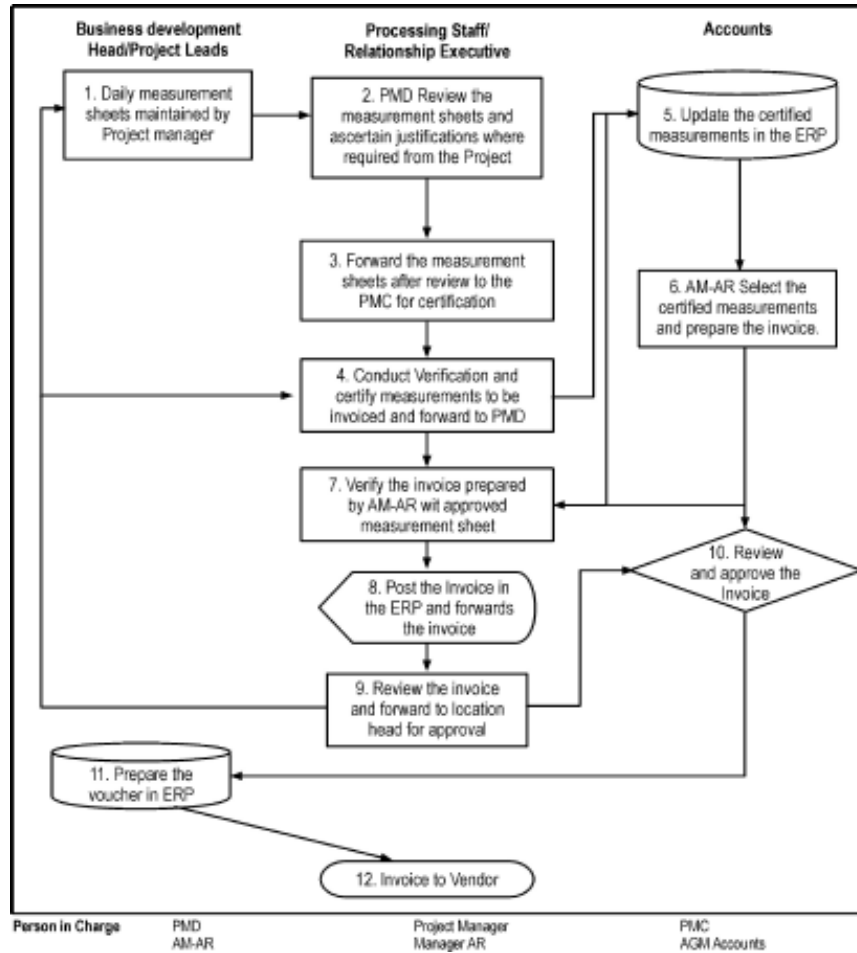 Business development
Head/Project Leads
Processing Staff/
Relationship Executive
Accounts
1. Daily measurement
sheets maintained by
Project manager
2. PMD Review the
measurement sheets and
ascertain justifications where
required from the Project
5. Update the certified
measurements in the ERP
3. Forward the measurement
sheets after review to the
PMC for certification
6. AM-AR Select the
certified measurements
and prepare the invoice.
4. Conduct Verification and
certify measurements to be
invoiced and forward to PMD
7. Verify the invoice prepared
by AM-AR wit approved
measurement sheet
10. Review
and approve the
Invoice
8. Post the Invoice in
the ERP and forwards
the invoice
9. Review the invoice
and forward to location
head for approval
11. Prepare the
voucher in ERP
12. Invoice to Vendor
Person in Charge PMD Project Manager PMC
AM-AR Manager AR AGM Accounts